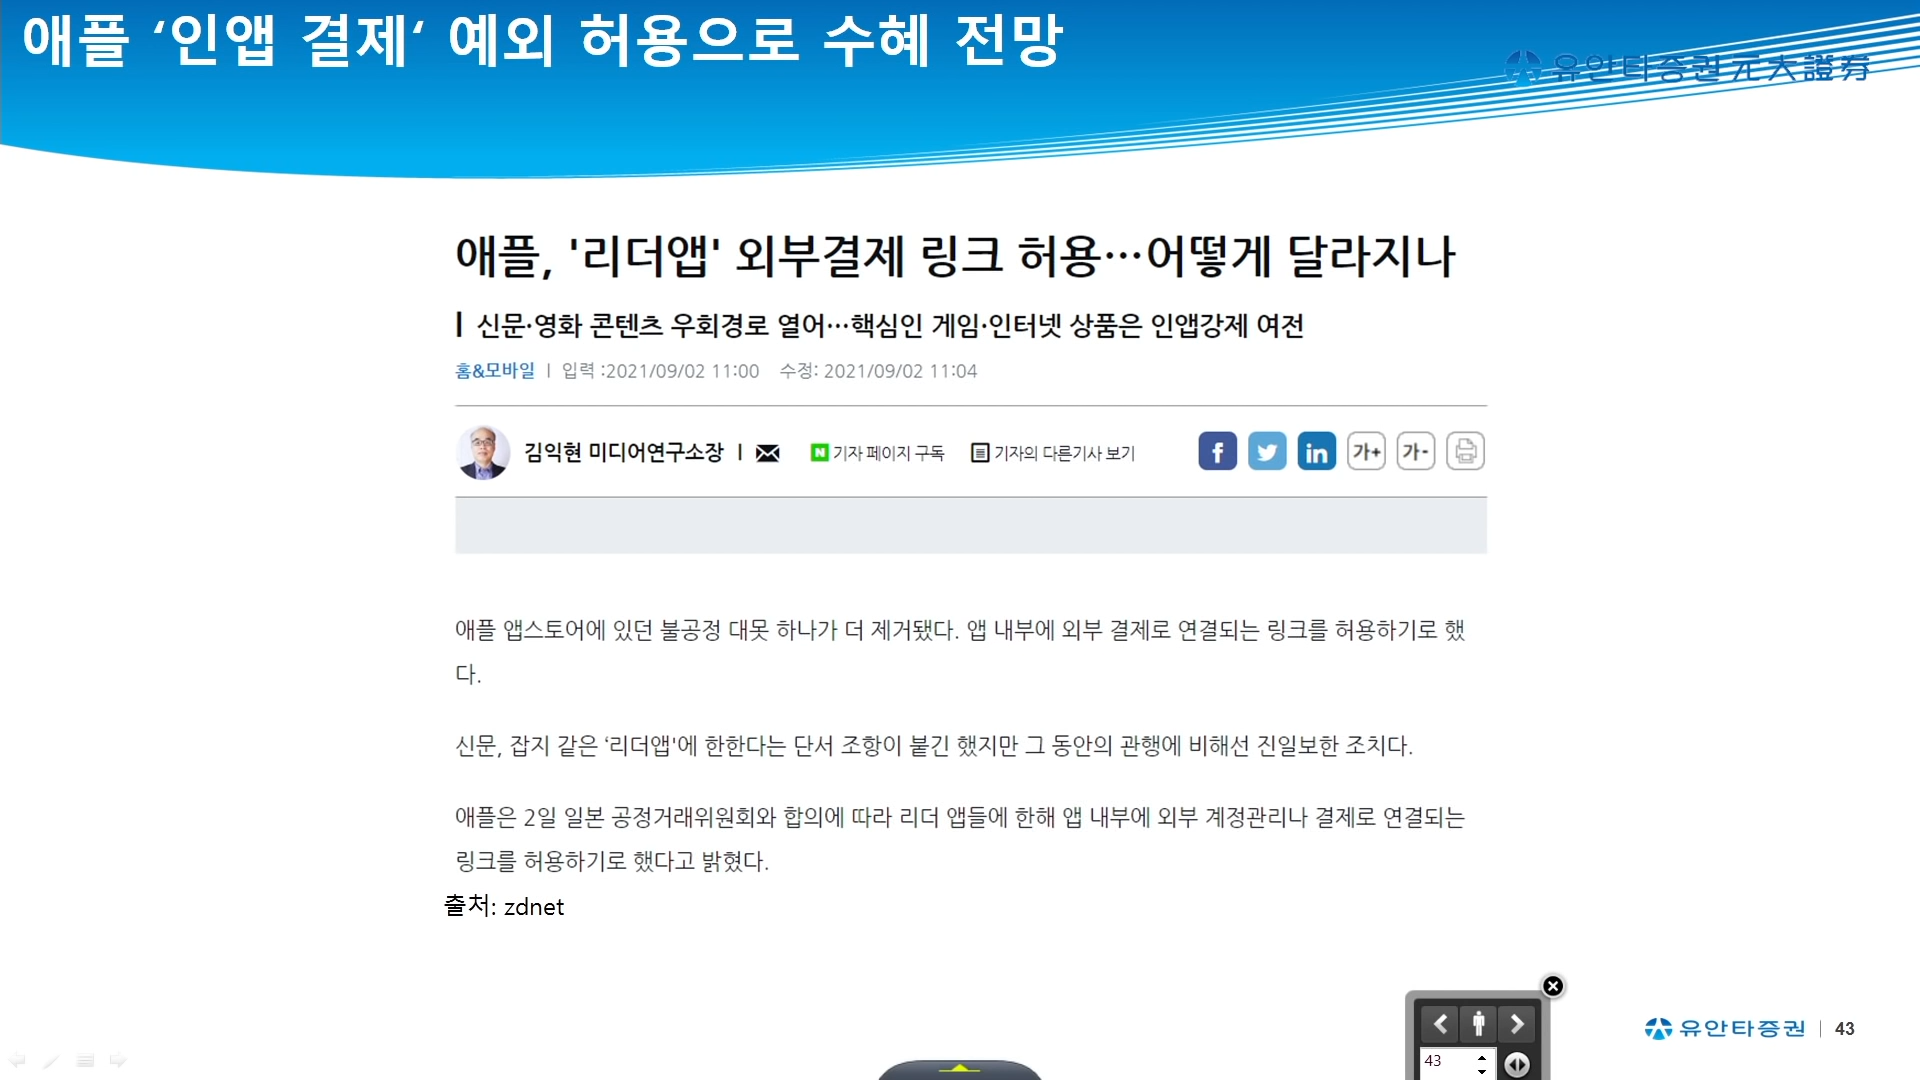 애플 ‘인앱 결제‘ 예외 허용으로 수혜 전망
유안타증권 元大證券
애플, '리더앱' 외부결제 링크 허용…어떻게 달라지나
신문·영화 콘텐츠 우회경로 열어…핵심인 게임·인터넷 상품은 인앱강제 여전
홈&모바일 | 입력 :2021/09/02 11:00 수정: 2021/09/02 11:04
김익현 미디어연구소장 | N 기자 페이지 구독 기자의 다른기사 보기 f in 가+ 가-
애플 앱스토어에 있던 불공정 대못 하나가 더 제거됐다. 앱 내부에 외부 결제로 연결되는 링크를 허용하기로 했
다.
신문, 잡지 같은 ‘리더앱'에 한한다는 단서 조항이 붙긴 했지만 그 동안의 관행에 비해선 진일보한 조치다.
애플은 2일 일본 공정거래위원회와 합의에 따라 리더 앱들에 한해 앱 내부에 외부 계정관리나 결제로 연결되는
링크를 허용하기로 했다고 밝혔다.
출처: zdnet
유안타증권 | 43
43